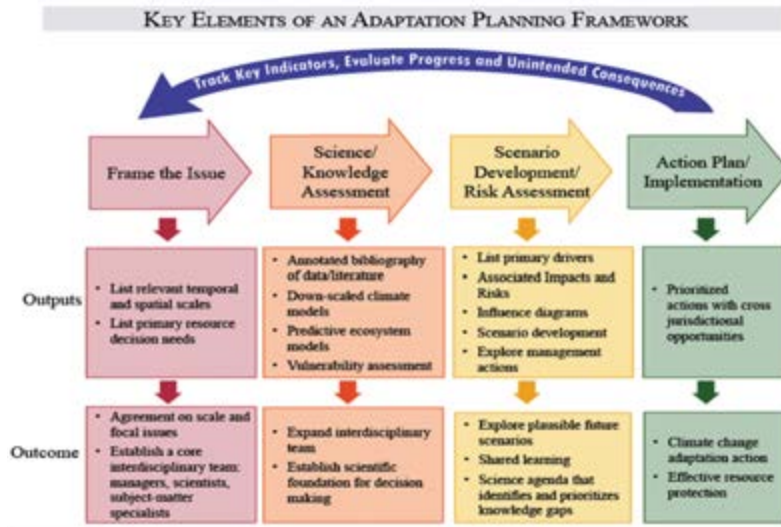 KEY ELEMENTS OF AN ADAPTATION PLANNING FRAMEWORK
Track Key Indicators, Evaluate Progress and Unintended Consequences
Frame the Issue
Science/
Knowledge
Assessment
Scenario
Development/
Risk Assessment
Action Plan/
Implementation
Outputs
• List relevant temporal
and spatial scales
• List primary resource
decision needs
• Annotated bibliography
of data/literature
• Down-scaled climate
models
• Predictive ecosystem
models
• Vulnerability assessment
• List primary drivers
• Associated Impacts and
Risks
• Influence diagrams
• Scenario development
• Explore management
actions
• Prioritized
actions with cross
jurisdictional
opportunities
Outcome
• Agreement on scale and
focal issues
• Establish a core
interdisciplinary team:
managers, scientists,
subject-matter
specialists
• Expand interdisciplinary
team
• Establish scientific
foundation for decision
making
• Explore plausible future
scenarios
• Shared learning
• Science agenda that
identifies and prioritizes
knowledge gaps
• Climate change
adaptation action
• Effective resource
protection